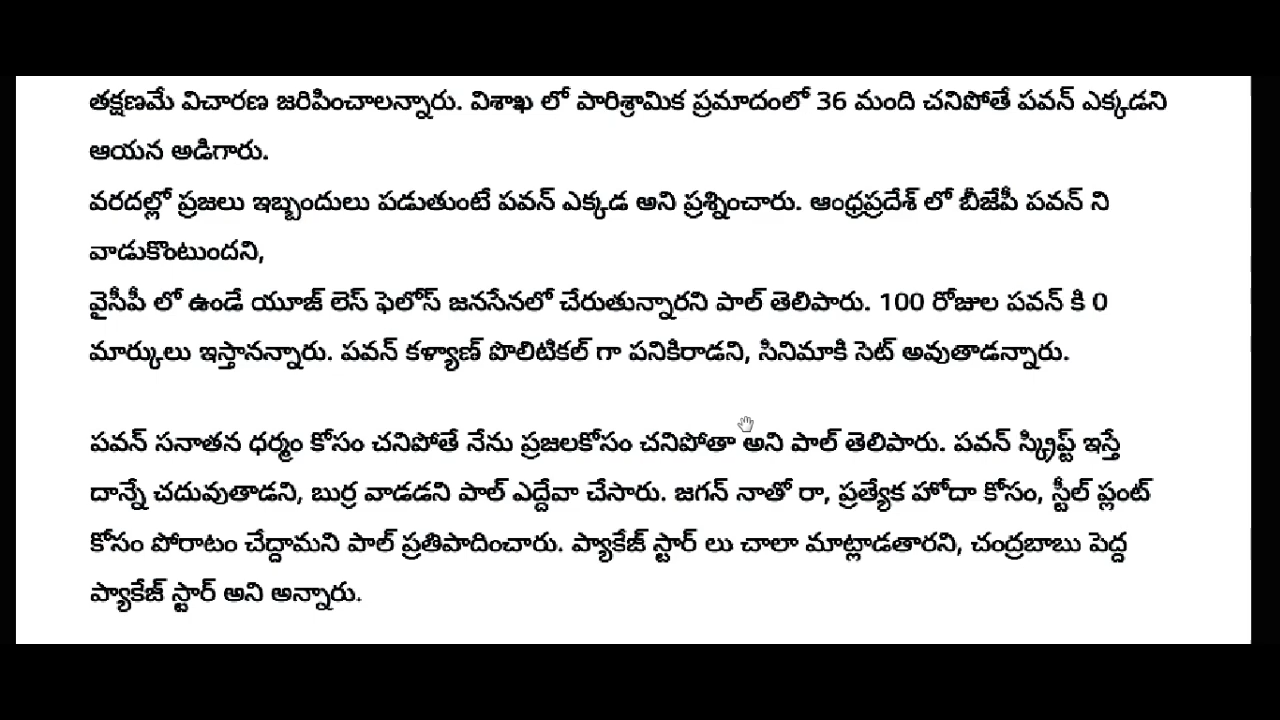 తక్షణమే విచారణ జరిపించాలన్నారు. విశాఖ లో పారిశ్రామిక ప్రమాదంలో 36 మంది చనిపోతే పవన్ ఎక్కడని
ఆయన అడిగారు.
వరదల్లో ప్రజలు ఇబ్బందులు పడుతుంటే పవన్ ఎక్కడ అని ప్రశ్నించారు. ఆంధ్రప్రదేశ్ లో బీజేపీ పవన్ ని
వాడుకొంటుందని,
వైసీపీ లో ఉండే యూజ్ లెస్ ఫెలోస్ జనసేనలో చేరుతున్నారని పాల్ తెలిపారు. 100 రోజుల పవన్ కి 0
మార్కులు ఇస్తానన్నారు. పవన్ కళ్యాణ్ పొలిటికల్ గా పనికిరాడని, సినిమాకి సెట్ అవుతాడన్నారు.
పవన్ సనాతన ధర్మం కోసం చనిపోతే నేను ప్రజలకోసం చనిపోతా అని పాల్ తెలిపారు. పవన్ స్క్రిప్ట్ ఇస్తే
దాన్నే చదువుతాడని, బుర్ర వాడడని పాల్ ఎద్దేవా చేసారు. జగన్ నాతో రా, ప్రత్యేక హోదా కోసం, స్టీల్ ప్లంట్
కోసం పోరాటం చేద్దామని పాల్ ప్రతిపాదించారు. ప్యాకేజ్ స్టార్ లు చాలా మాట్లాడతారని, చంద్రబాబు పెద్ద
ప్యాకేజ్ స్టార్ అని అన్నారు.